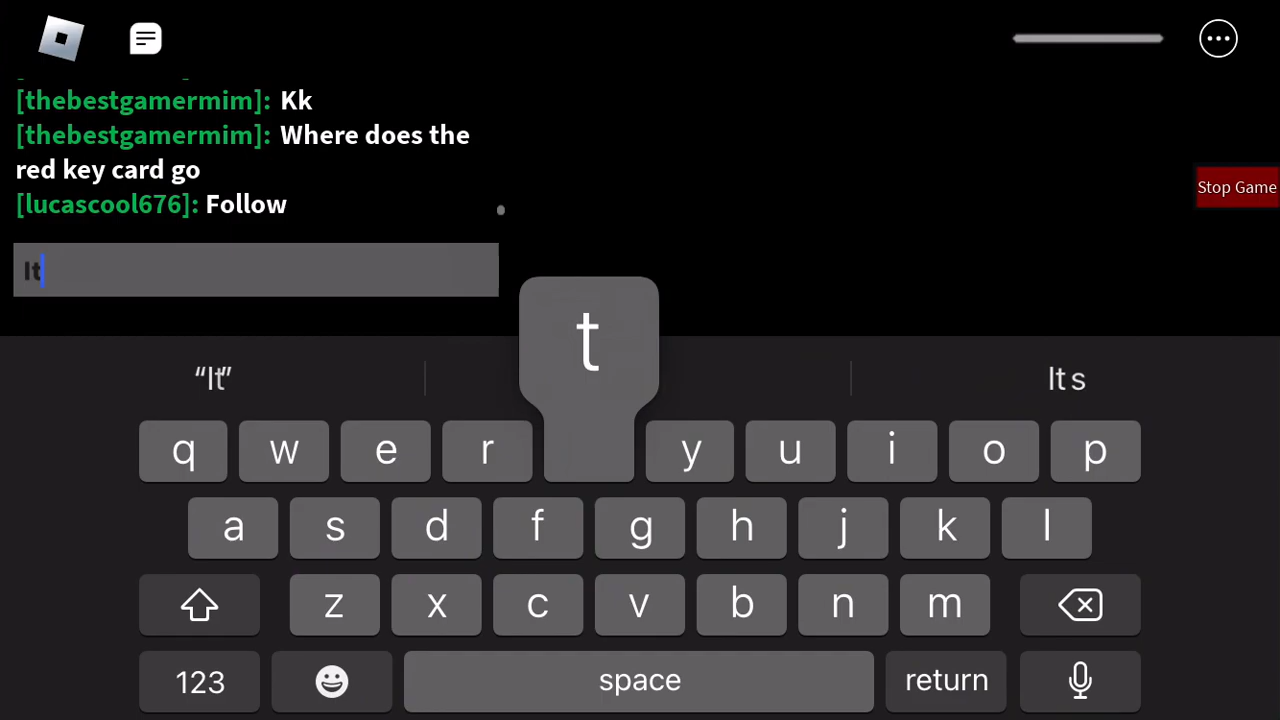 [thebestgamermim]: Kk
[thebestgamermim]: Where does the
red key card go
[lucascool676]: Follow
Stop Game
It
t
“It”
It s
q w e r y u i o p
a s d f g h j k l
z x c v b n m
123 space return